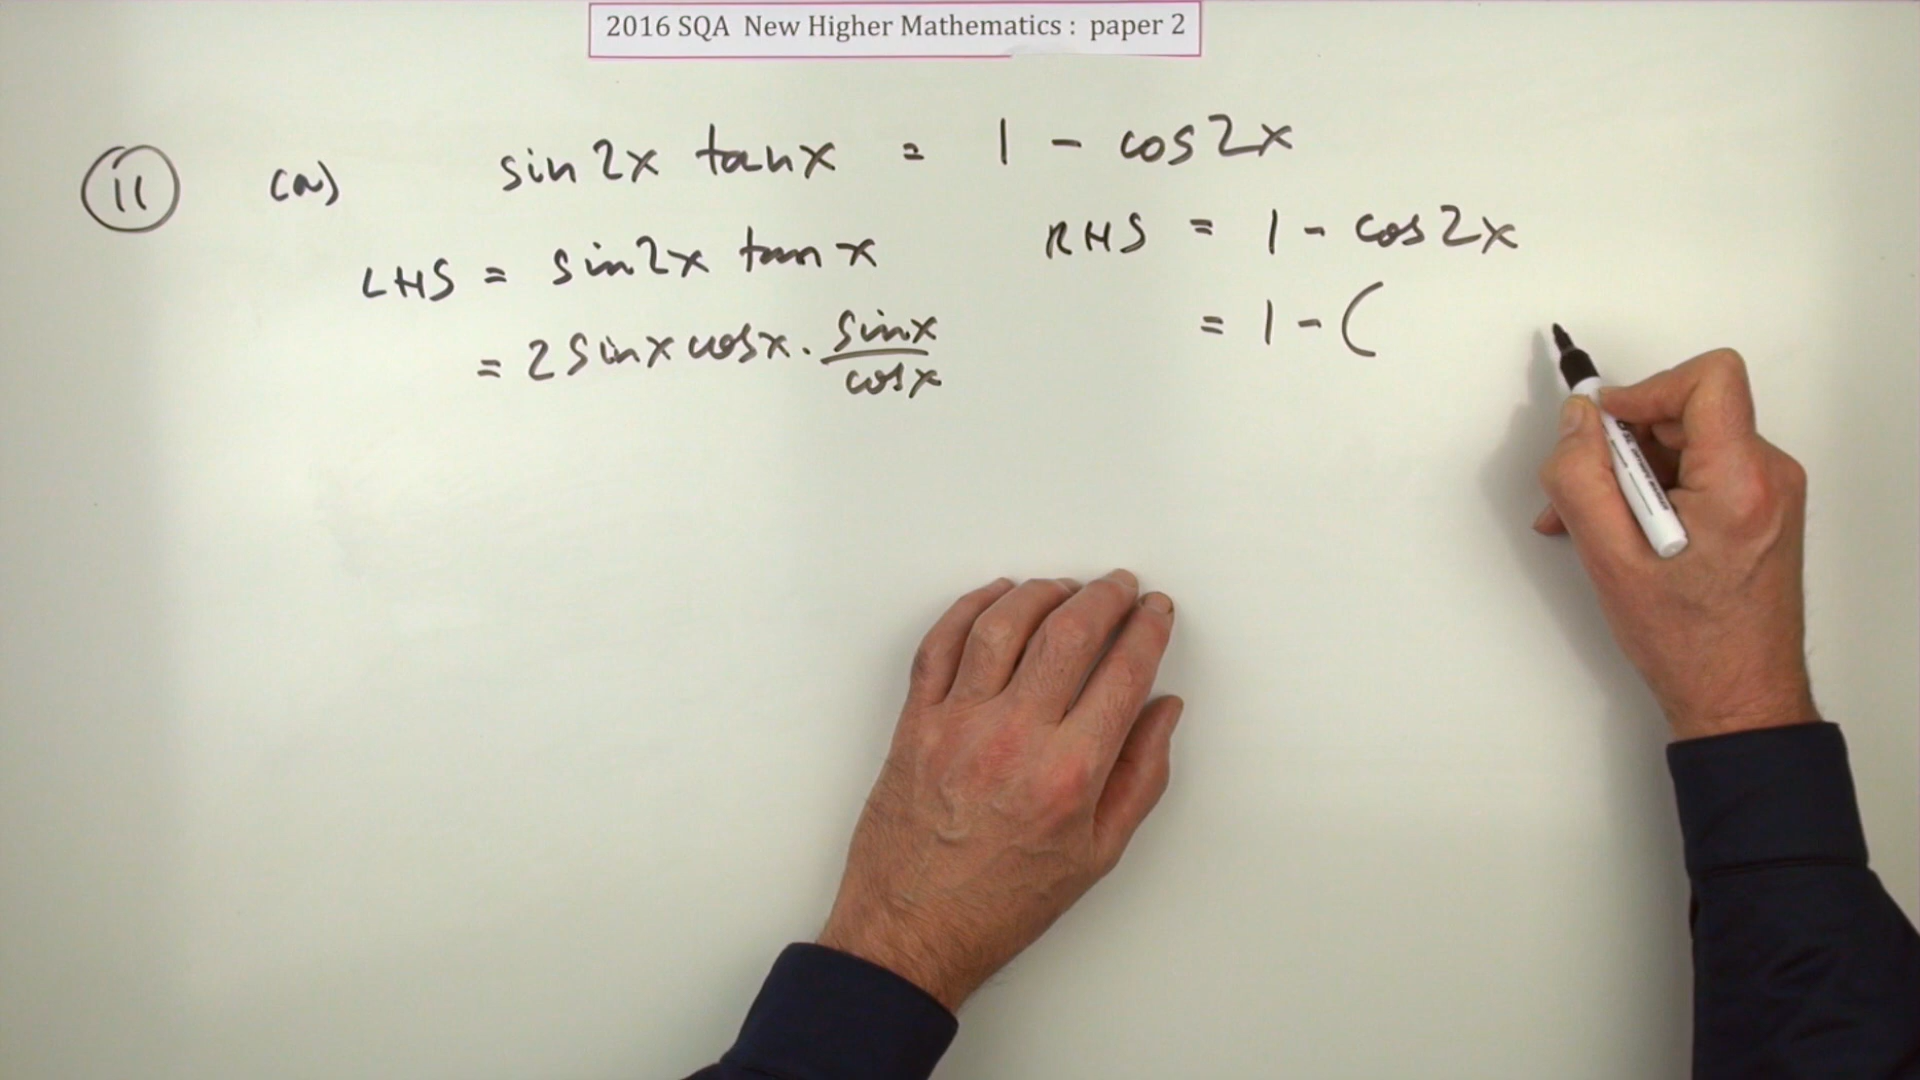 2016 SQA New Higher Mathematics : paper 2
11 (a) sin 2x tan x = 1 - cos 2x
LHS = sin 2x tan x RHS = 1 - cos 2x
= 2 sin x cos x . sin x / cos x = 1 - (